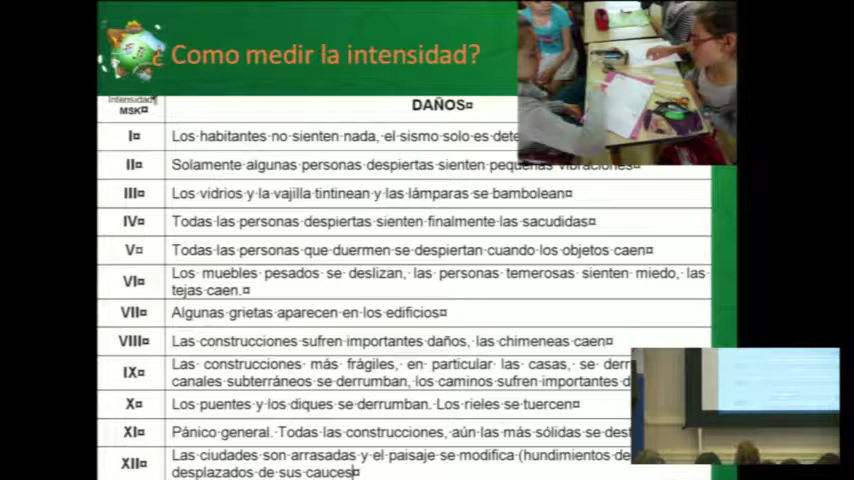 ¿ Como medir la intensidad?
Intensidad¶
MSK¤
DAÑOS¤
I¤
Los·habitantes·no·sienten·nada,·el·sismo·solo·es·
II¤
Solamente·algunas·personas·despiertas·sienten·pequeñas·vibraciones¤
III¤
Los·vidrios·y·la·vajilla·tintinean·y·las·lámparas·se·bambolean¤
IV¤
Todas·las·personas·despiertas·sienten·finalmente·las·sacudidas¤
V¤
Todas·las·personas·que·duermen·se·despiertan·cuando·los·objetos·caen¤
VI¤
Los·muebles·pesados·se·deslizan,·las·personas·temerosas·sienten·miedo,·las·
tejas·caen.¤
VII¤
Algunas·grietas·aparecen·en·los·edificios¤
VIII¤
Las·construcciones·sufren·importantes·daños,·las·chimeneas·caen¤
IX¤
Las·construcciones·más·frágiles,·en·particular·las·casas,·se·
canales·subterráneos·se·derrumban,·los·caminos·sufren·importantes·
X¤
Los·puentes·y·los·diques·se·derrumban.·Los·rieles·se·tuercen¤
XI¤
Pánico·general.·Todas·las·construcciones,·aún·las·más·sólidas·se·
XII¤
Las·ciudades·son·arrasadas·y·el·paisaje·se·modifica·(hundimientos·
desplazados·de·sus·cauces¤